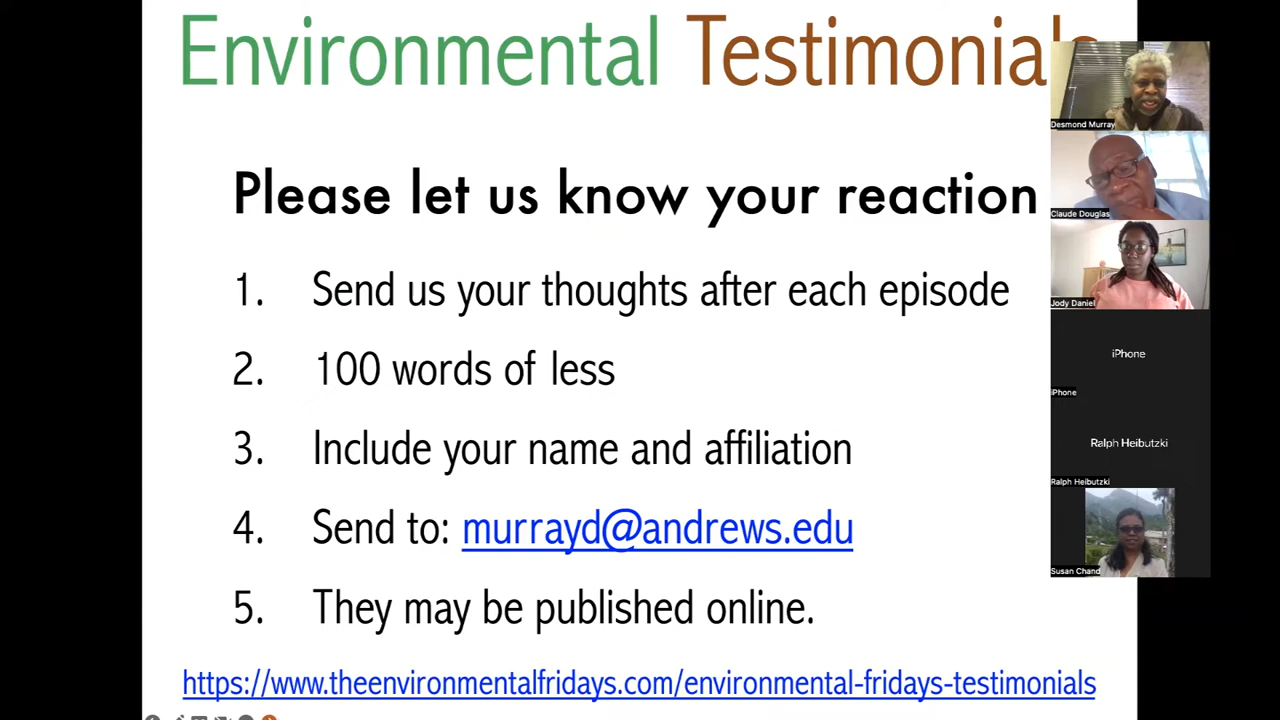 Environmental Testimonials
Please let us know your reaction
1. Send us your thoughts after each episode
2. 100 words of less
3. Include your name and affiliation
4. Send to: murrayd@andrews.edu
5. They may be published online.
https://www.theenvironmentalfridays.com/environmental-fridays-testimonials
Desmond Murray
Claude Douglas
Jody Daniel
iPhone
iPhone
Ralph Heibutzki
Ralph Heibutzki
Susan Chand